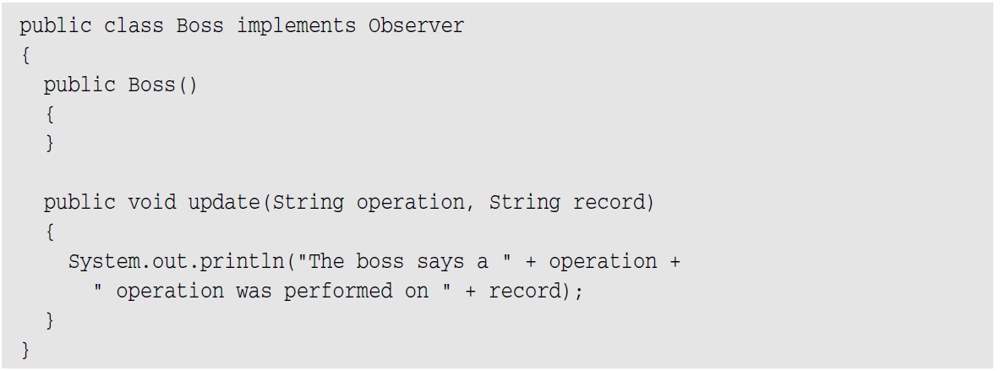 public class Boss implements Observer
{
  public Boss()
  {
  }

  public void update(String operation, String record)
  {
    System.out.println("The boss says a " + operation +
      " operation was performed on " + record);
  }
}